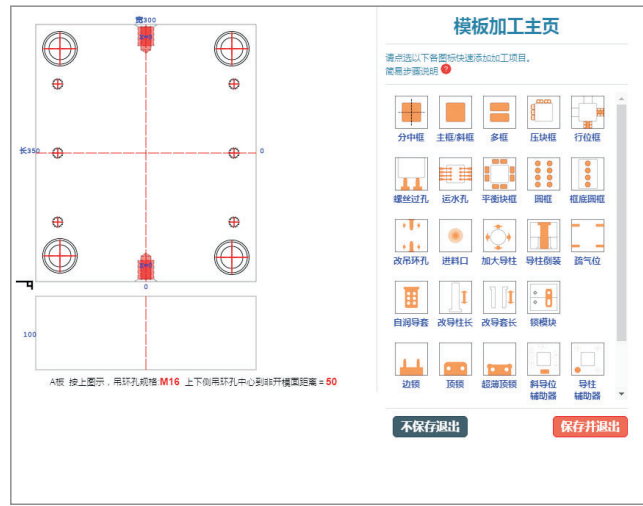 宽300
长350
0
0
100
A板 按上图示，吊环孔规格:M16 上下侧吊环孔中心到非开模面距离 = 50
模板加工主页
请点选以下各图标快速添加加工项目。
简易步骤说明 ?
分中框 主框/斜框 多框 压块框 行位框
螺丝过孔 运水孔 平衡块框 圆框 框底圆框
改吊环孔 进料口 加大导柱 导柱倒装 疏气位
自润导套 改导柱长 改导套长 锁模块
边锁 顶锁 超薄顶锁 斜导位辅助器 导柱辅助器
不保存退出 保存并退出